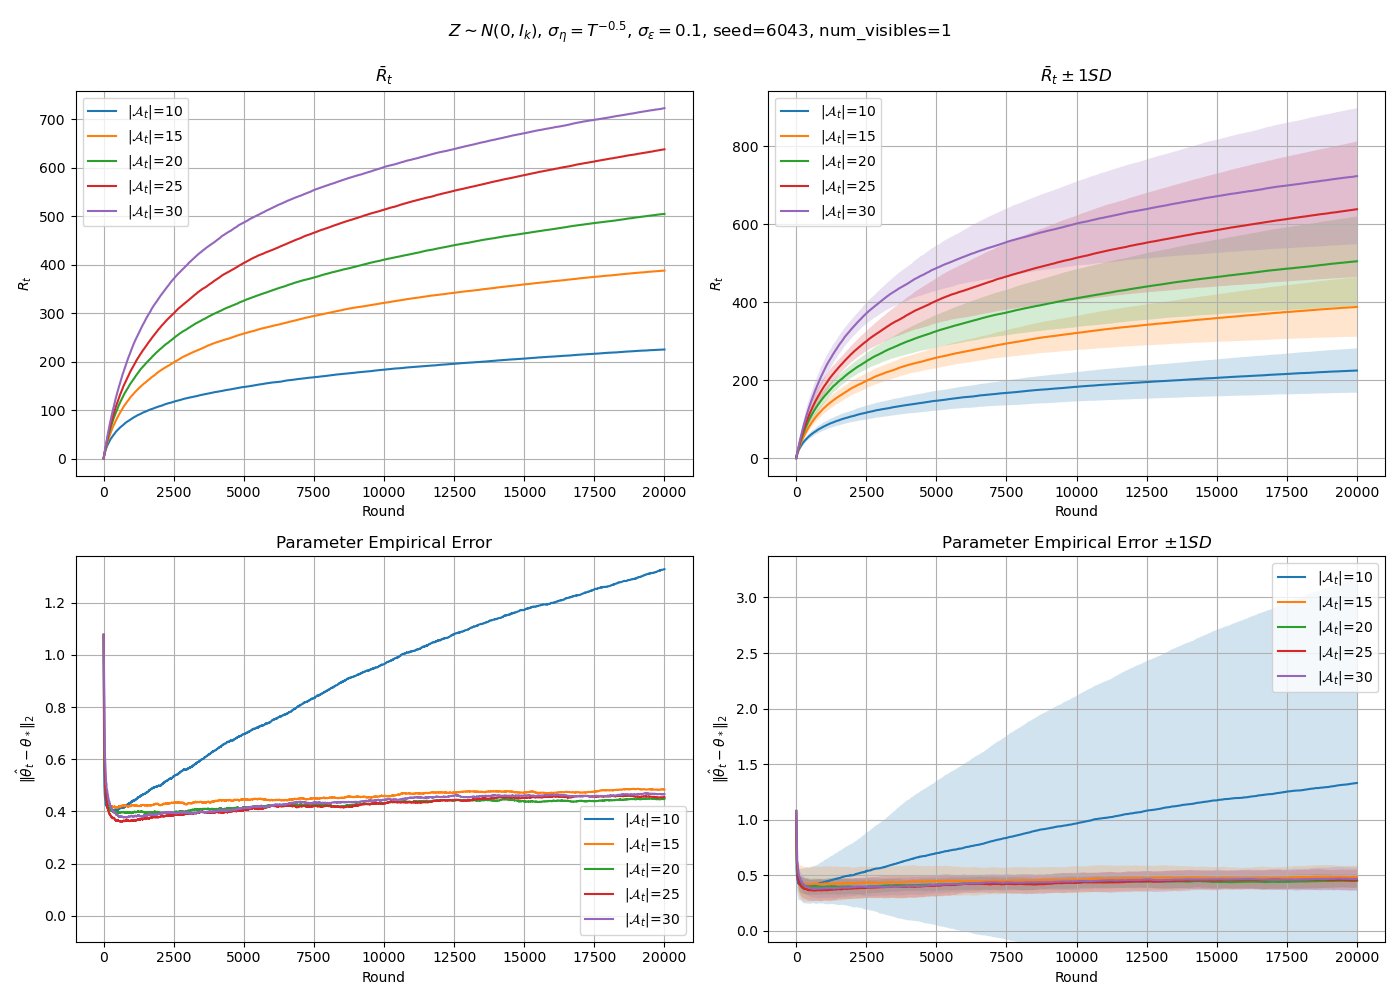 Z ~ N(0, I_k), σ_η = T^{-0.5}, σ_ε = 0.1, seed=6043, num_visibles=1
R̄_t
|𝒜_t|=10
|𝒜_t|=15
|𝒜_t|=20
|𝒜_t|=25
|𝒜_t|=30
700
600
500
400
300
200
100
0
R_t
0 2500 5000 7500 10000 12500 15000 17500 20000
Round
R̄_t ± 1SD
|𝒜_t|=10
|𝒜_t|=15
|𝒜_t|=20
|𝒜_t|=25
|𝒜_t|=30
800
600
400
200
0
R_t
0 2500 5000 7500 10000 12500 15000 17500 20000
Round
Parameter Empirical Error
1.2
1.0
0.8
0.6
0.4
0.2
0.0
‖θ̂_t − θ_*‖_2
|𝒜_t|=10
|𝒜_t|=15
|𝒜_t|=20
|𝒜_t|=25
|𝒜_t|=30
0 2500 5000 7500 10000 12500 15000 17500 20000
Round
Parameter Empirical Error ±1SD
|𝒜_t|=10
|𝒜_t|=15
|𝒜_t|=20
|𝒜_t|=25
|𝒜_t|=30
3.0
2.5
2.0
1.5
1.0
0.5
0.0
‖θ̂_t − θ_*‖_2
0 2500 5000 7500 10000 12500 15000 17500 20000
Round